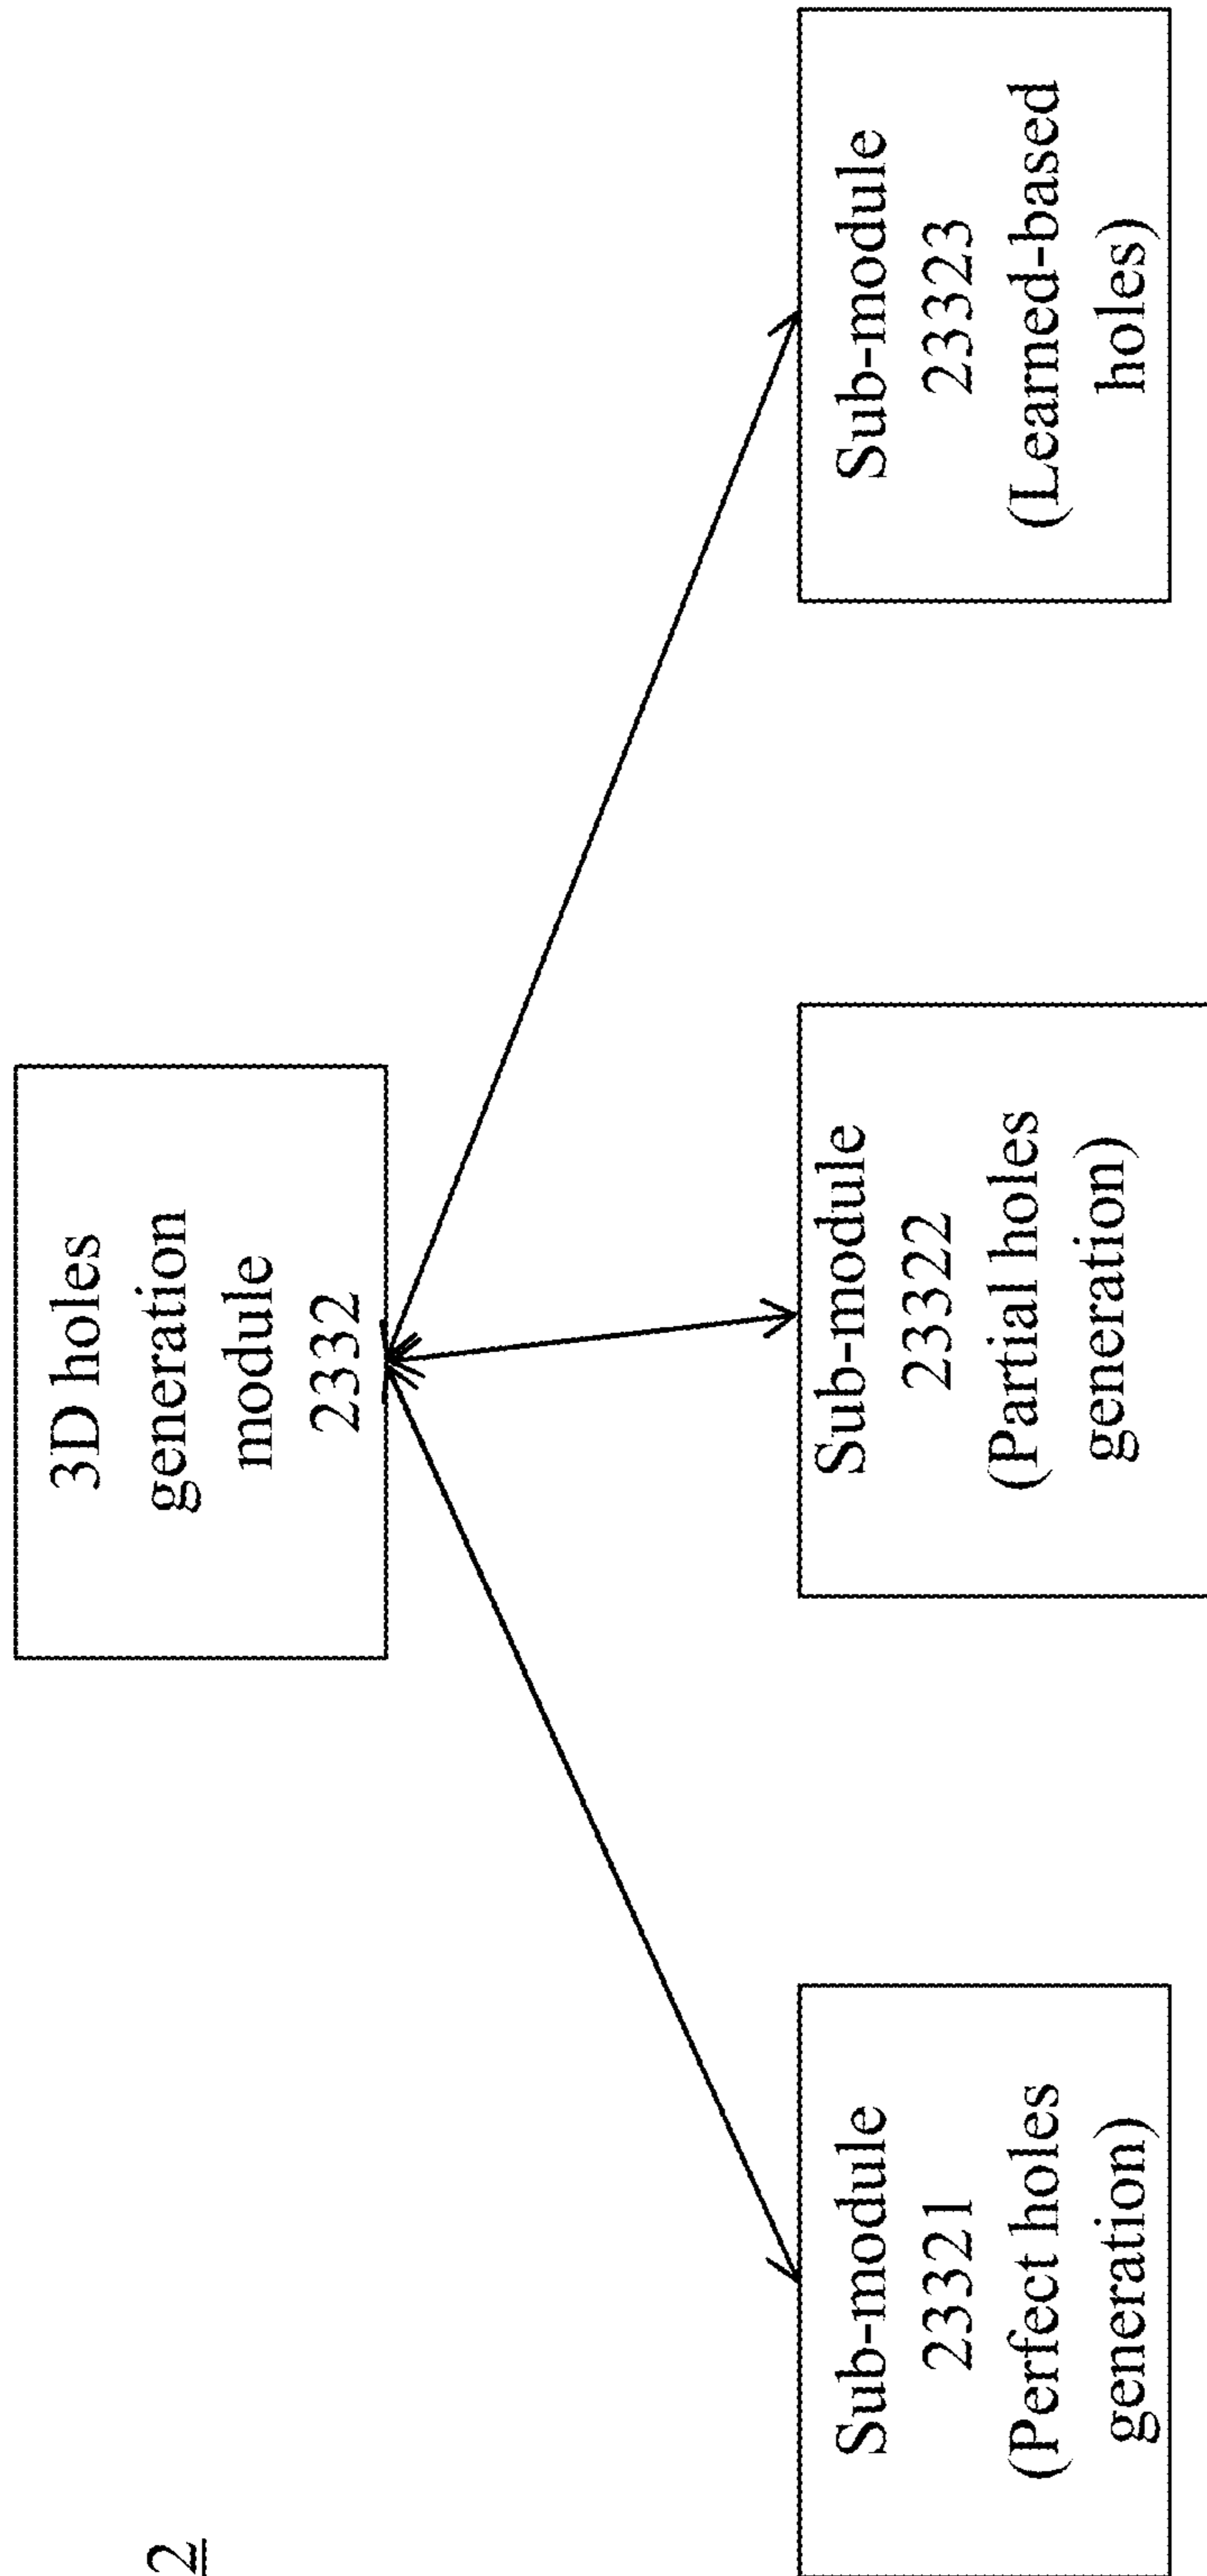 3D holes
generation
module
2332
2
Sub-module
23321
(Perfect holes
generation)
Sub-module
23322
(Partial holes
generation)
Sub-module
23323
(Learned-based
holes)